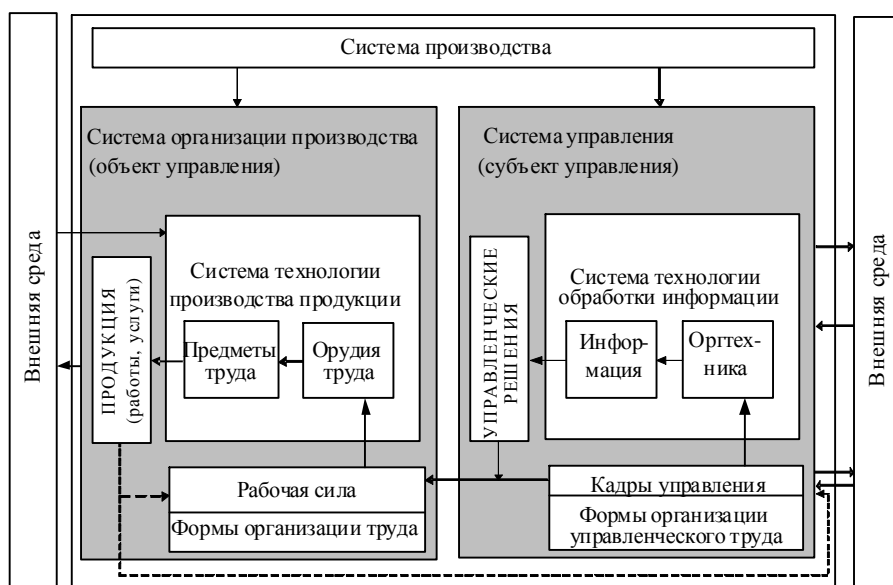 Система производства
Внешняя среда
Система организации производства
(объект управления)
Система технологии
производства продукции
ПРОДУКЦИЯ
(работы, услуги)
Предметы
труда
Орудия
труда
Рабочая сила
Формы организации труда
Система управления
(субъект управления)
УПРАВЛЕНЧЕСКИЕ
РЕШЕНИЯ
Система технологии
обработки информации
Инфор-
мация
Оргтех-
ника
Кадры управления
Формы организации
управленческого труда
Внешняя среда